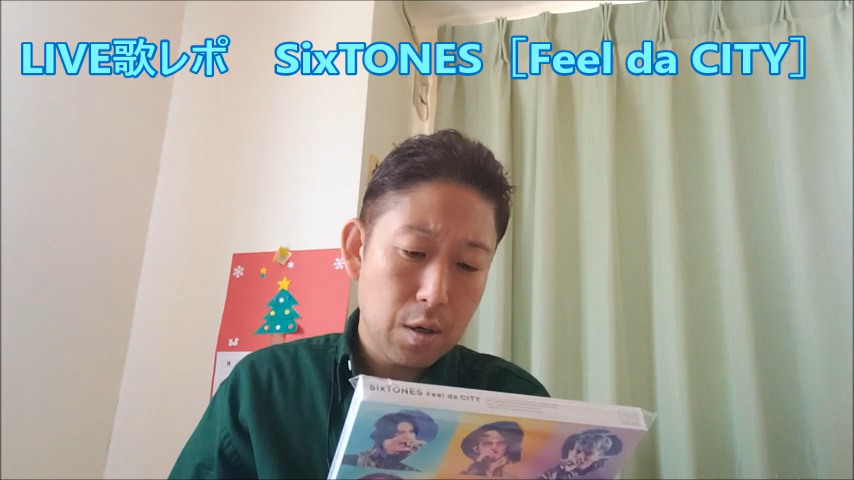 LIVE歌レポ　SixTONES［Feel da CITY］
SixTONES Feel da CITY